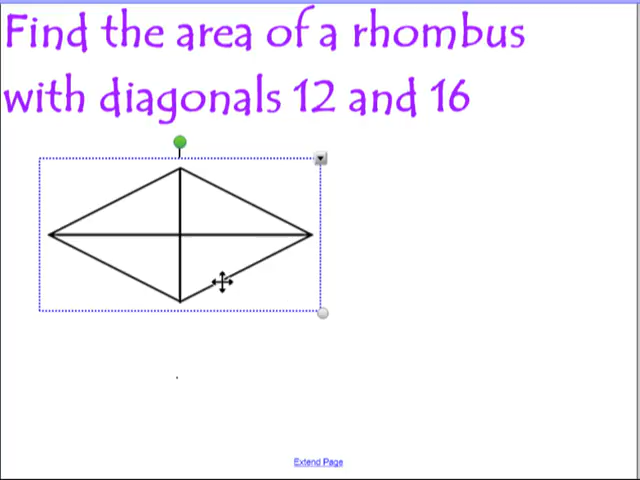 Find the area of a rhombus
with diagonals 12 and 16
Extend Page